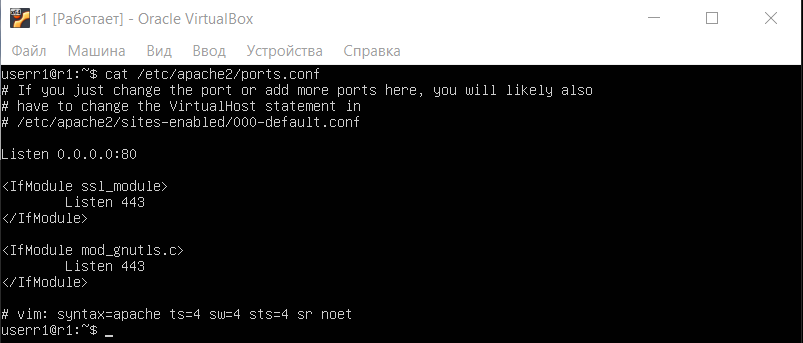 r1 [Работает] - Oracle VirtualBox
Файл Машина Вид Ввод Устройства Справка
userr1@r1:~$ cat /etc/apache2/ports.conf
# If you just change the port or add more ports here, you will likely also
# have to change the VirtualHost statement in
# /etc/apache2/sites-enabled/000-default.conf
Listen 0.0.0.0:80
<IfModule ssl_module>
Listen 443
</IfModule>
<IfModule mod_gnutls.c>
Listen 443
</IfModule>
# vim: syntax=apache ts=4 sw=4 sts=4 sr noet
userr1@r1:~$ _